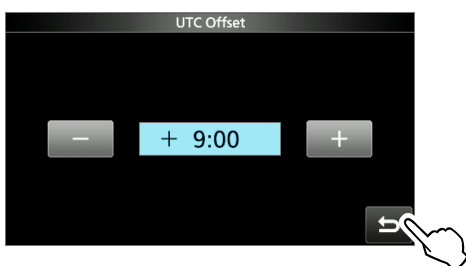 UTC Offset
− + 9:00 +